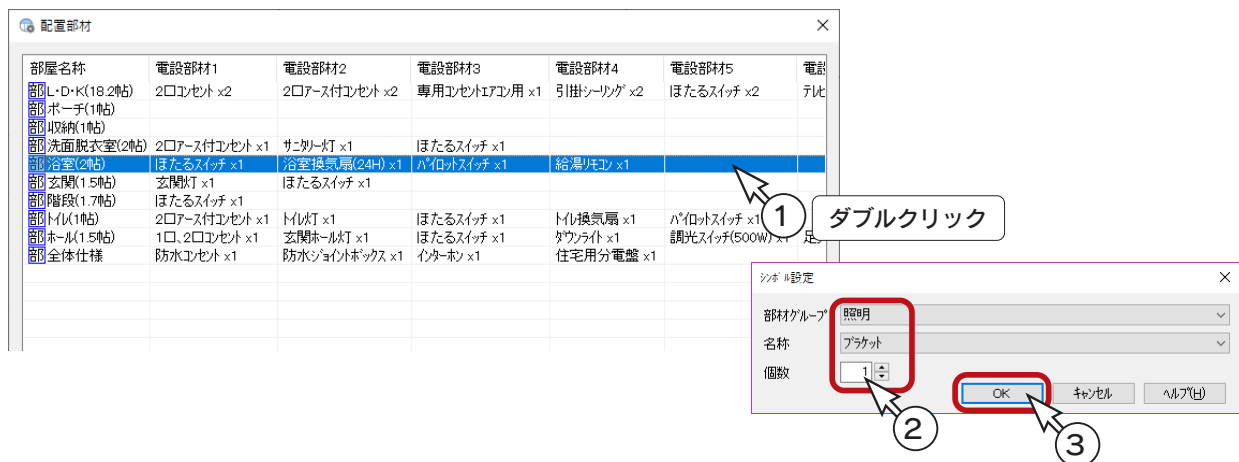 配置部材
部屋名称 電設部材1 電設部材2 電設部材3 電設部材4 電設部材5
部 L・D・K(18.2帖) 2口コンセント x2 2口アース付コンセント x2 専用コンセントエアコン用 x1 引掛シーリング x2 ほたるスイッチ x2
部 ポーチ(1帖)
部 収納(1帖)
部 洗面脱衣室(2帖) 2口アース付コンセント x1 サニタリー灯 x1 ほたるスイッチ x1
部 浴室(2帖) ほたるスイッチ x1 浴室換気扇(24H) x1 パイロットスイッチ x1 給湯リモコン x1
部 玄関(1.5帖) 玄関灯 x1 ほたるスイッチ x1
部 階段(1.7帖) ほたるスイッチ x1
部 トイレ(1帖) 2口アース付コンセント x1 トイレ灯 x1 ほたるスイッチ x1 トイレ換気扇 x1 パイロットスイッチ x1
部 ホール(1.5帖) 1口、2口コンセント x1 玄関ホール灯 x1 ほたるスイッチ x1 ダウンライト x1 調光スイッチ(500W) x1
部 全体仕様 防水コンセント x1 防水ジョイントボックス x1 インターホン x1 住宅用分電盤 x1
1 ダブルクリック
シンボル設定
部材グループ 照明
名称 ブラケット
個数 1
OK キャンセル ヘルプ(H)
2
3